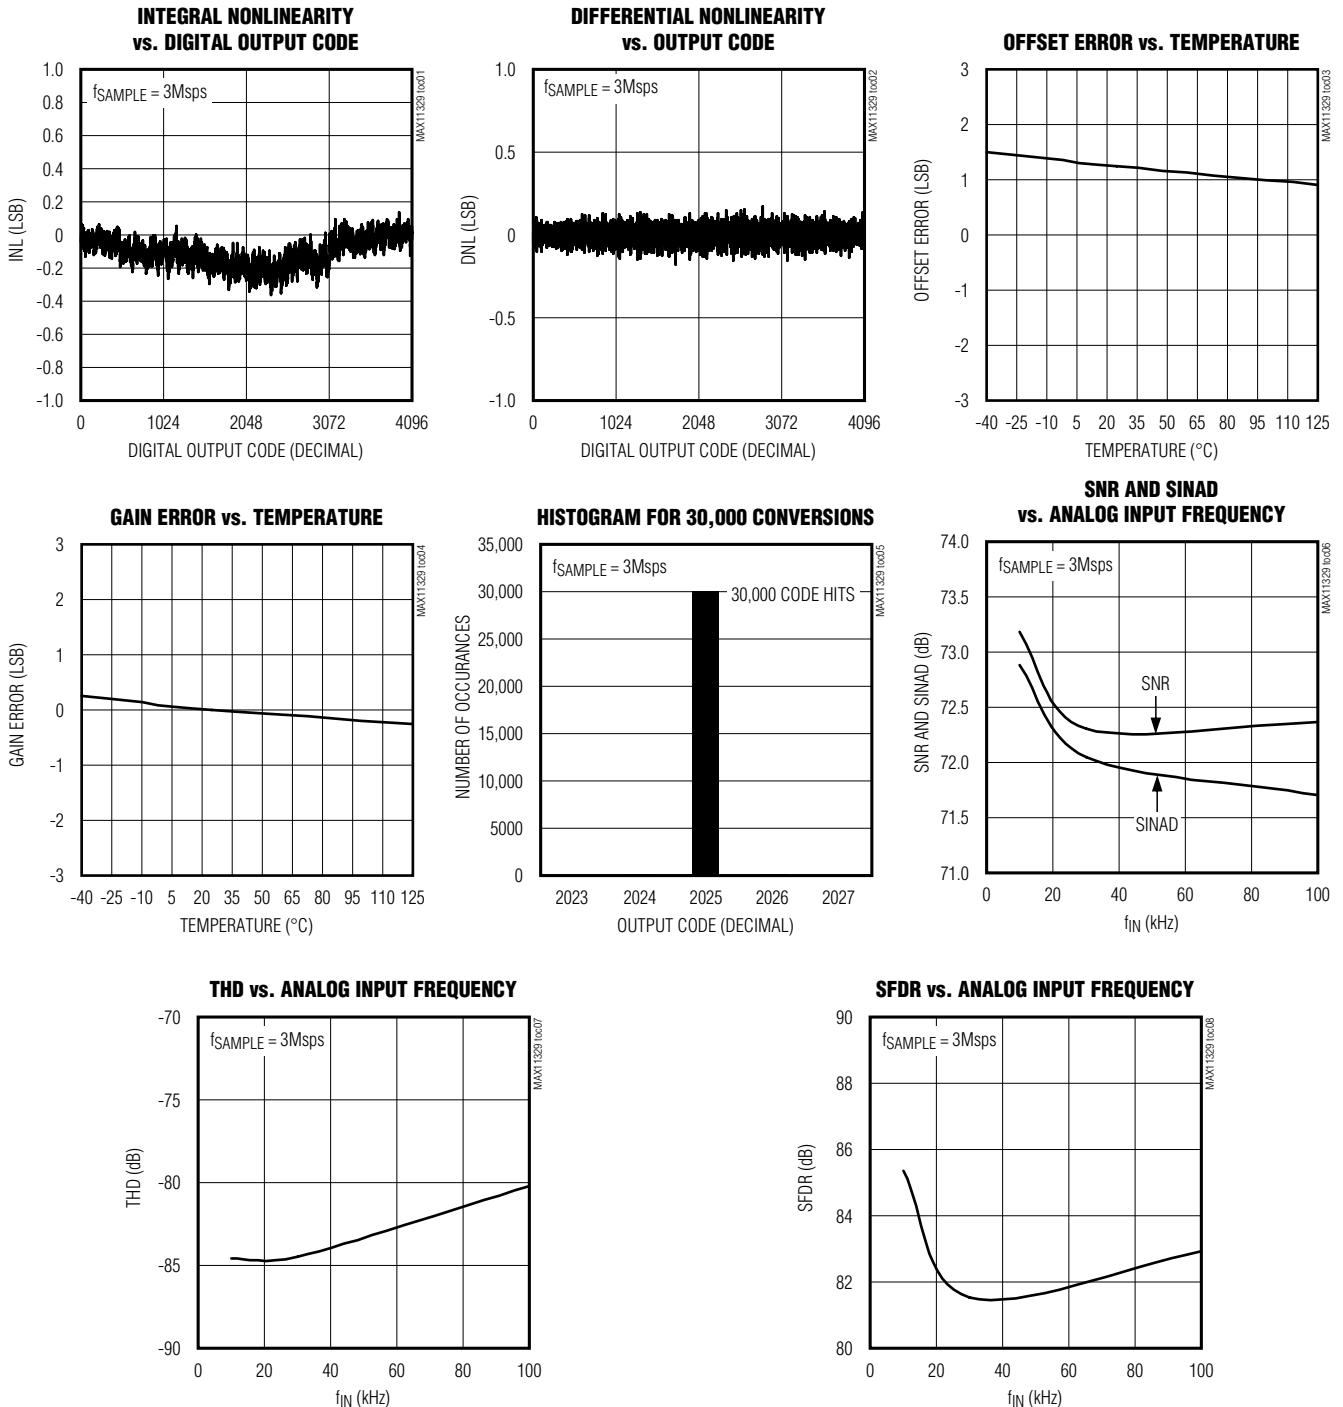 INTEGRAL NONLINEARITY
vs. DIGITAL OUTPUT CODE
fSAMPLE = 3Msps
MAX11329 toc01
INL (LSB)
1.0
0.8
0.6
0.4
0.2
0
-0.2
-0.4
-0.6
-0.8
-1.0
0 1024 2048 3072 4096
DIGITAL OUTPUT CODE (DECIMAL)
DIFFERENTIAL NONLINEARITY
vs. OUTPUT CODE
fSAMPLE = 3Msps
MAX11329 toc02
DNL (LSB)
1.0
0.5
0
-0.5
-1.0
0 1024 2048 3072 4096
DIGITAL OUTPUT CODE (DECIMAL)
OFFSET ERROR vs. TEMPERATURE
MAX11329 toc03
OFFSET ERROR (LSB)
3
2
1
0
-1
-2
-3
-40 -25 -10 5 20 35 50 65 80 95 110 125
TEMPERATURE (°C)
GAIN ERROR vs. TEMPERATURE
MAX11329 toc04
GAIN ERROR (LSB)
3
2
1
0
-1
-2
-3
-40 -25 -10 5 20 35 50 65 80 95 110 125
TEMPERATURE (°C)
HISTOGRAM FOR 30,000 CONVERSIONS
fSAMPLE = 3Msps
30,000 CODE HITS
MAX11329 toc05
NUMBER OF OCCURANCES
35,000
30,000
25,000
20,000
15,000
10,000
5000
0
2023 2024 2025 2026 2027
OUTPUT CODE (DECIMAL)
SNR AND SINAD
vs. ANALOG INPUT FREQUENCY
fSAMPLE = 3Msps
MAX11329 toc06
SNR AND SINAD (dB)
74.0
73.5
73.0
72.5
72.0
71.5
71.0
SNR
SINAD
0 20 40 60 80 100
fIN (kHz)
THD vs. ANALOG INPUT FREQUENCY
fSAMPLE = 3Msps
MAX11329 toc07
THD (dB)
-70
-75
-80
-85
-90
0 20 40 60 80 100
fIN (kHz)
SFDR vs. ANALOG INPUT FREQUENCY
fSAMPLE = 3Msps
MAX11329 toc08
SFDR (dB)
90
88
86
84
82
80
0 20 40 60 80 100
fIN (kHz)